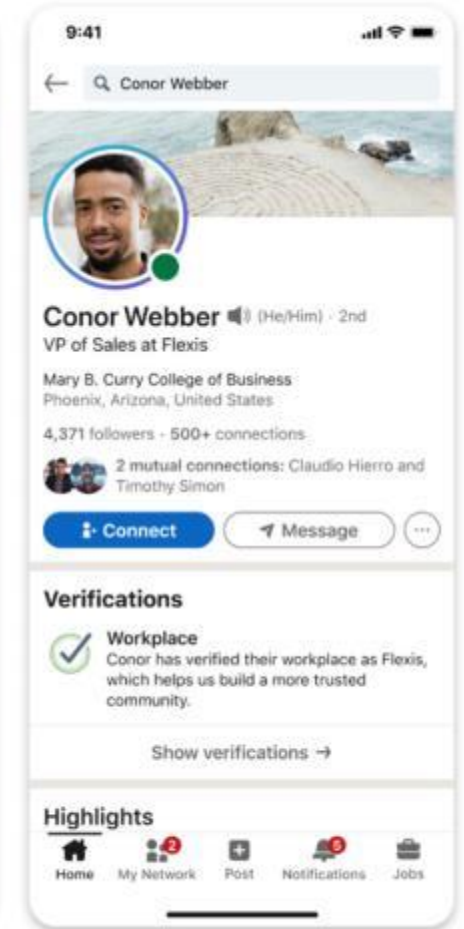 9:41
Conor Webber
Conor Webber (He/Him) · 2nd
VP of Sales at Flexis
Mary B. Curry College of Business
Phoenix, Arizona, United States
4,371 followers · 500+ connections
2 mutual connections: Claudio Hierro and
Timothy Simon
Connect
Message
Verifications
Workplace
Conor has verified their workplace as Flexis,
which helps us build a more trusted
community.
Show verifications →
Highlights
2
5
Home My Network Post Notifications Jobs